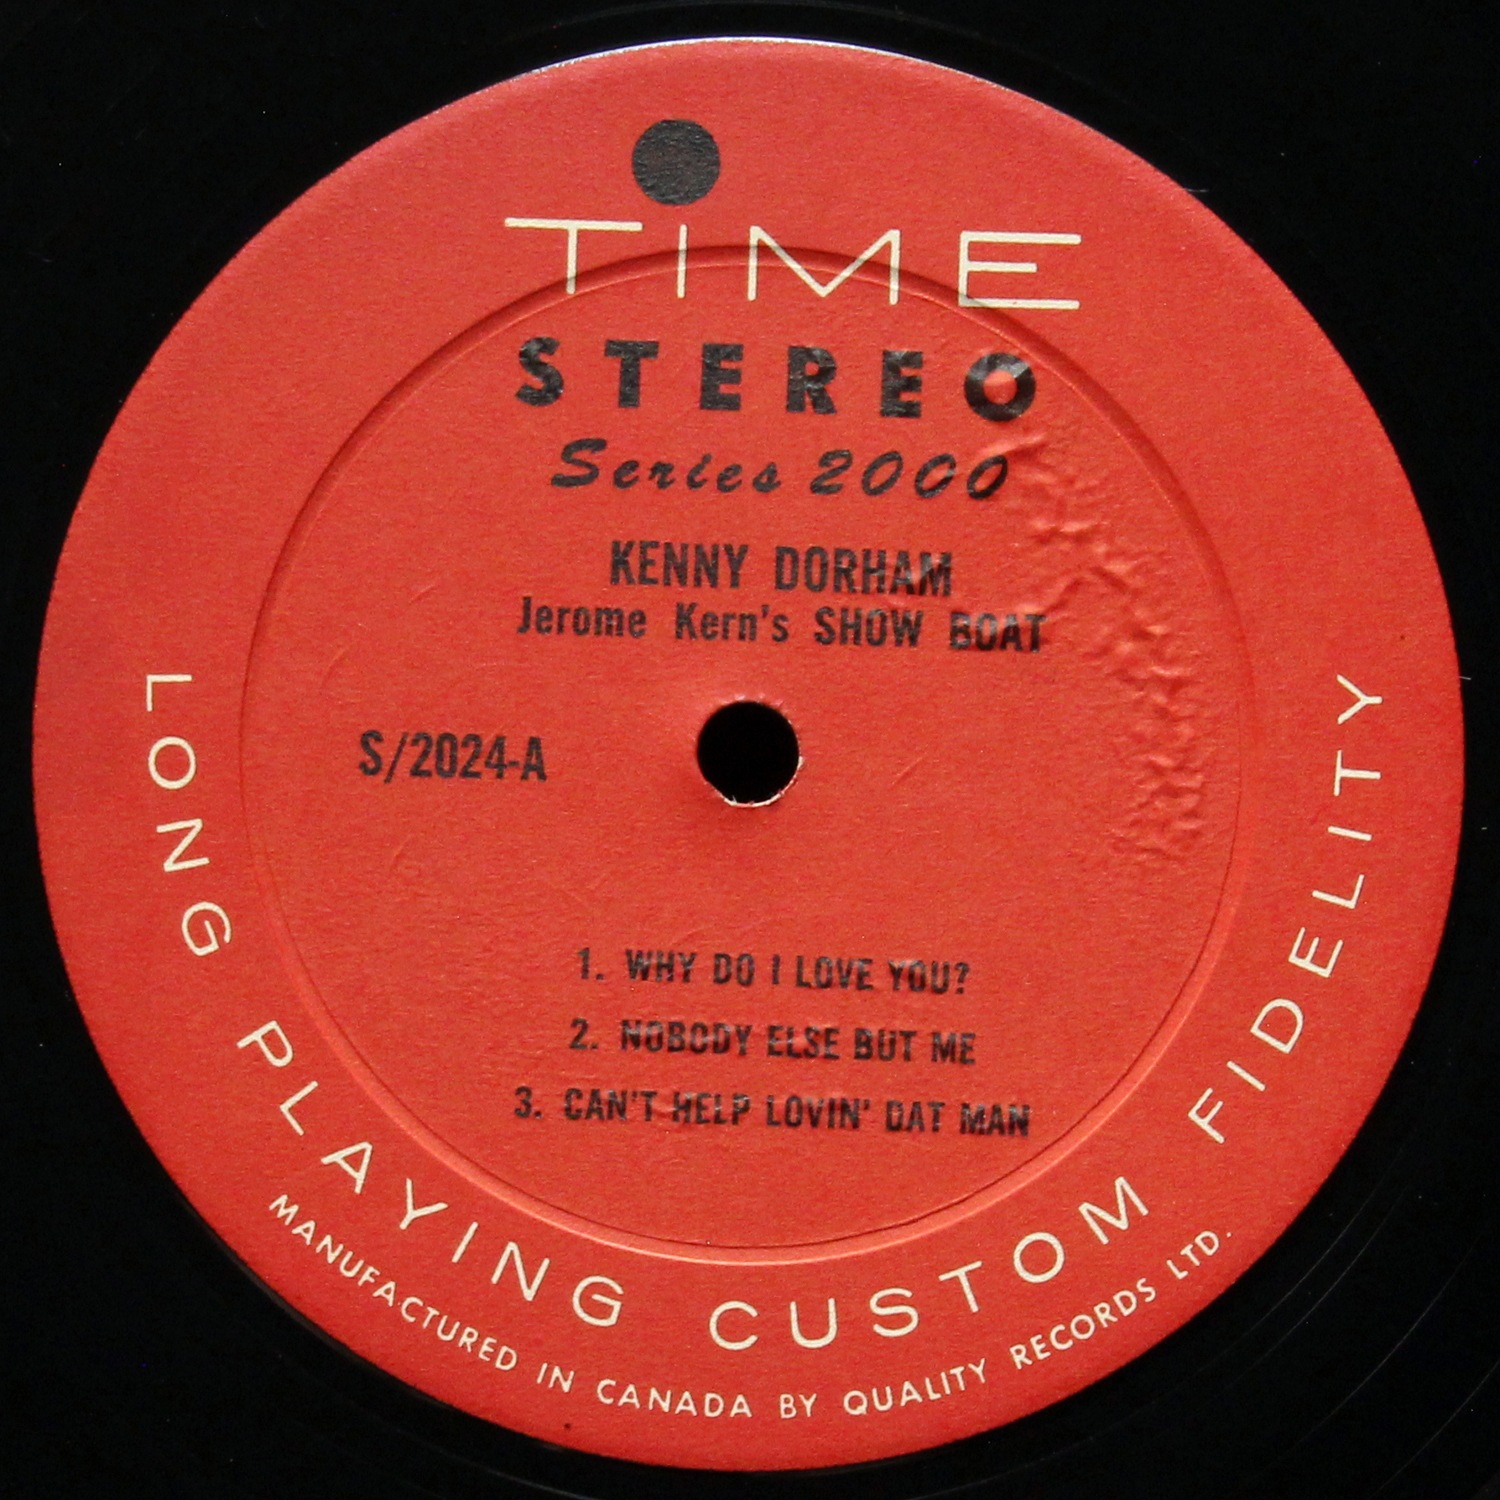 TIME
STEREO
Series 2000
KENNY DORHAM
Jerome Kern's SHOW BOAT
S/2024-A
1. WHY DO I LOVE YOU?
2. NOBODY ELSE BUT ME
3. CAN'T HELP LOVIN' DAT MAN
LONG PLAYING CUSTOM FIDELITY
MANUFACTURED IN CANADA BY QUALITY RECORDS LTD.